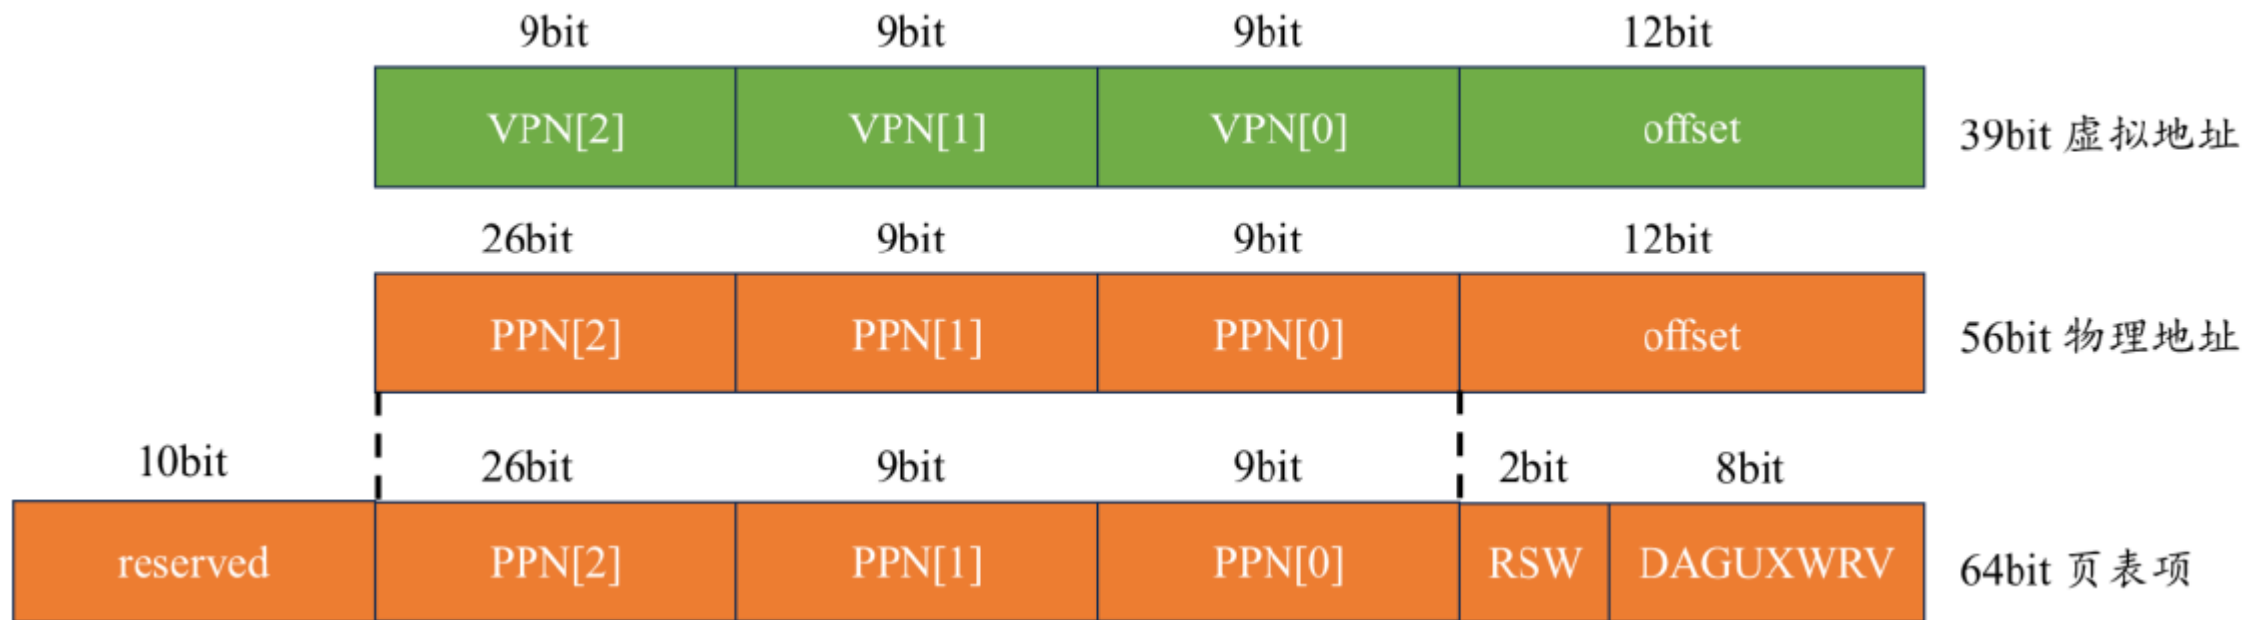 9bit 9bit 9bit 12bit
VPN[2] VPN[1] VPN[0] offset 39bit 虚拟地址
26bit 9bit 9bit 12bit
PPN[2] PPN[1] PPN[0] offset 56bit 物理地址
10bit 26bit 9bit 9bit 2bit 8bit
reserved PPN[2] PPN[1] PPN[0] RSW DAGUXWRV 64bit 页表项